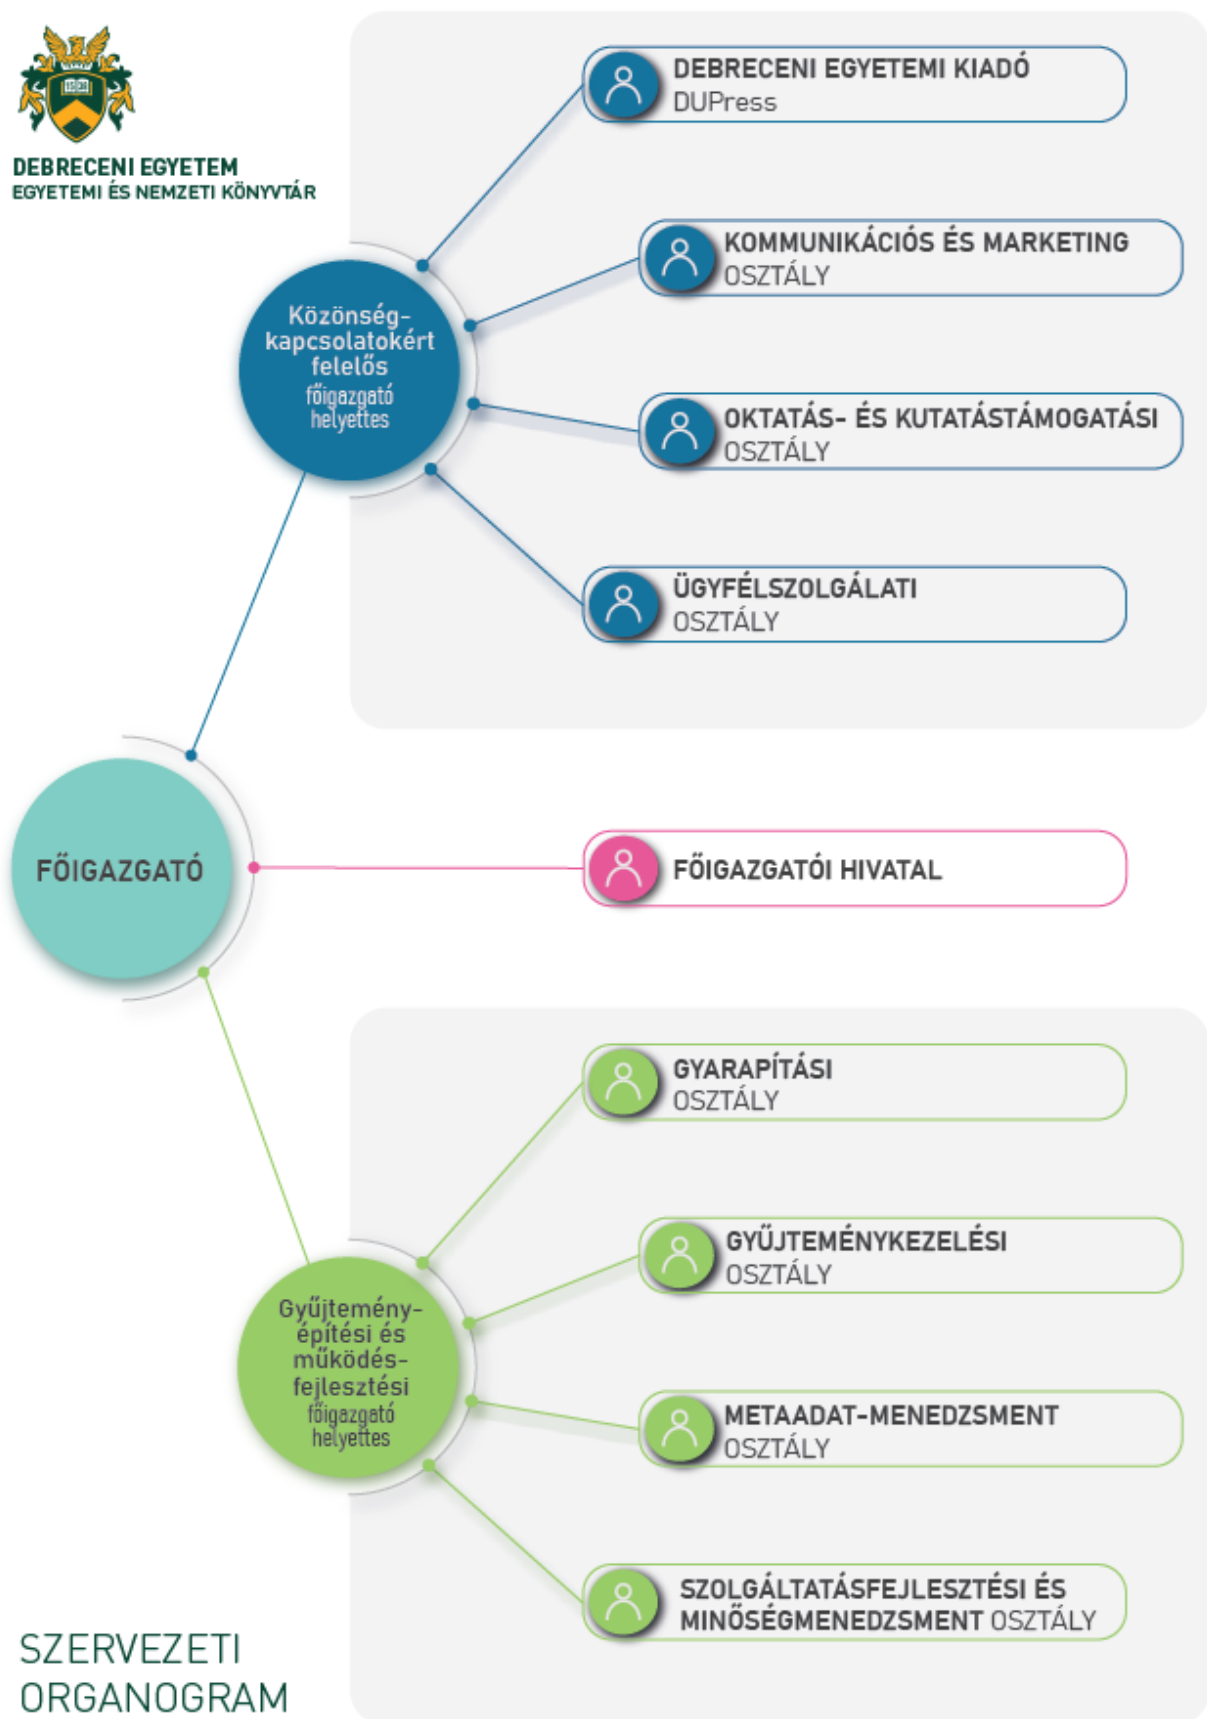 DEBRECENI EGYETEM
EGYETEMI ÉS NEMZETI KÖNYVTÁR
DEBRECENI EGYETEMI KIADÓ
DUPress
KOMMUNIKÁCIÓS ÉS MARKETING
OSZTÁLY
Közönség-
kapcsolatokért
felelős
főigazgató
helyettes
OKTATÁS- ÉS KUTATÁSTÁMOGATÁSI
OSZTÁLY
ÜGYFÉLSZOLGÁLATI
OSZTÁLY
FŐIGAZGATÓ
FŐIGAZGATÓI HIVATAL
GYARAPÍTÁSI
OSZTÁLY
GYŰJTEMÉNYKEZELÉSI
OSZTÁLY
Gyűjtemény-
építési és
működés-
fejlesztési
főigazgató
helyettes
METAADAT-MENEDZSMENT
OSZTÁLY
SZOLGÁLTATÁSFEJLESZTÉSI ÉS
MINŐSÉGMENEDZSMENT OSZTÁLY
SZERVEZETI
ORGANOGRAM